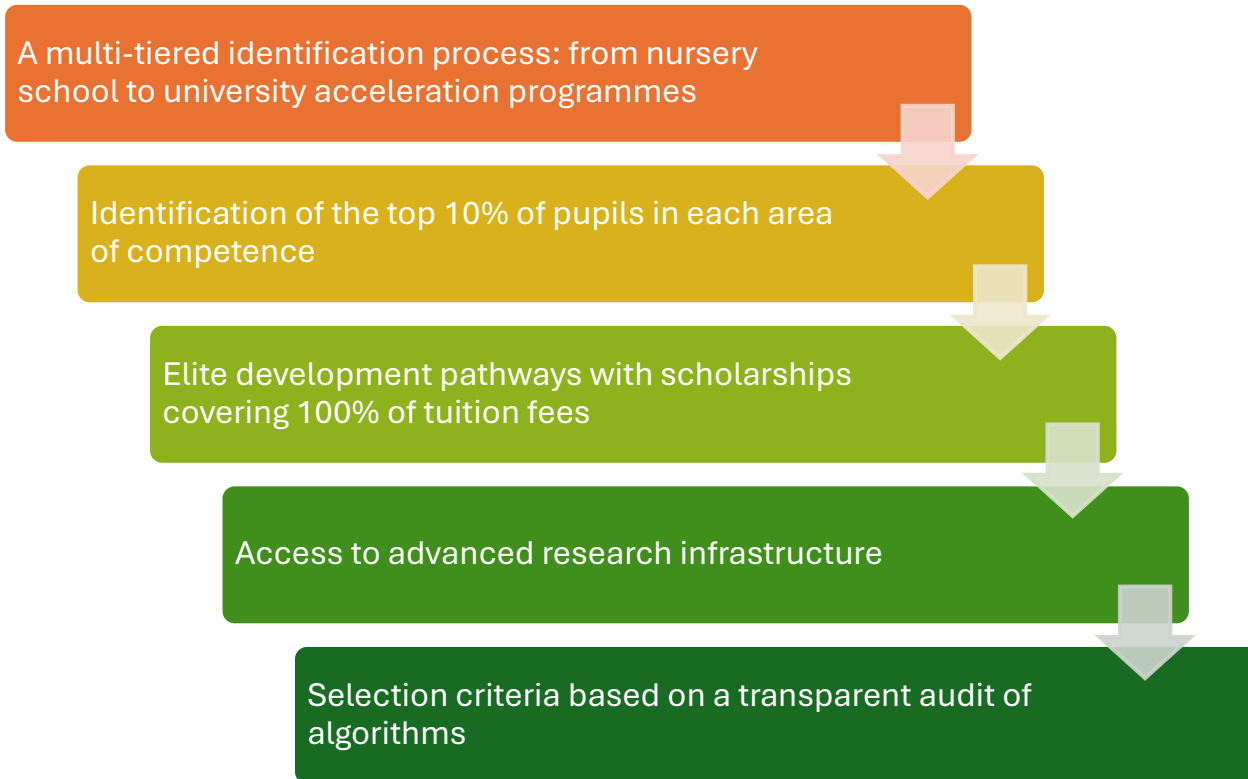 A multi-tiered identification process: from nursery
school to university acceleration programmes
Identification of the top 10% of pupils in each area
of competence
Elite development pathways with scholarships
covering 100% of tuition fees
Access to advanced research infrastructure
Selection criteria based on a transparent audit of
algorithms